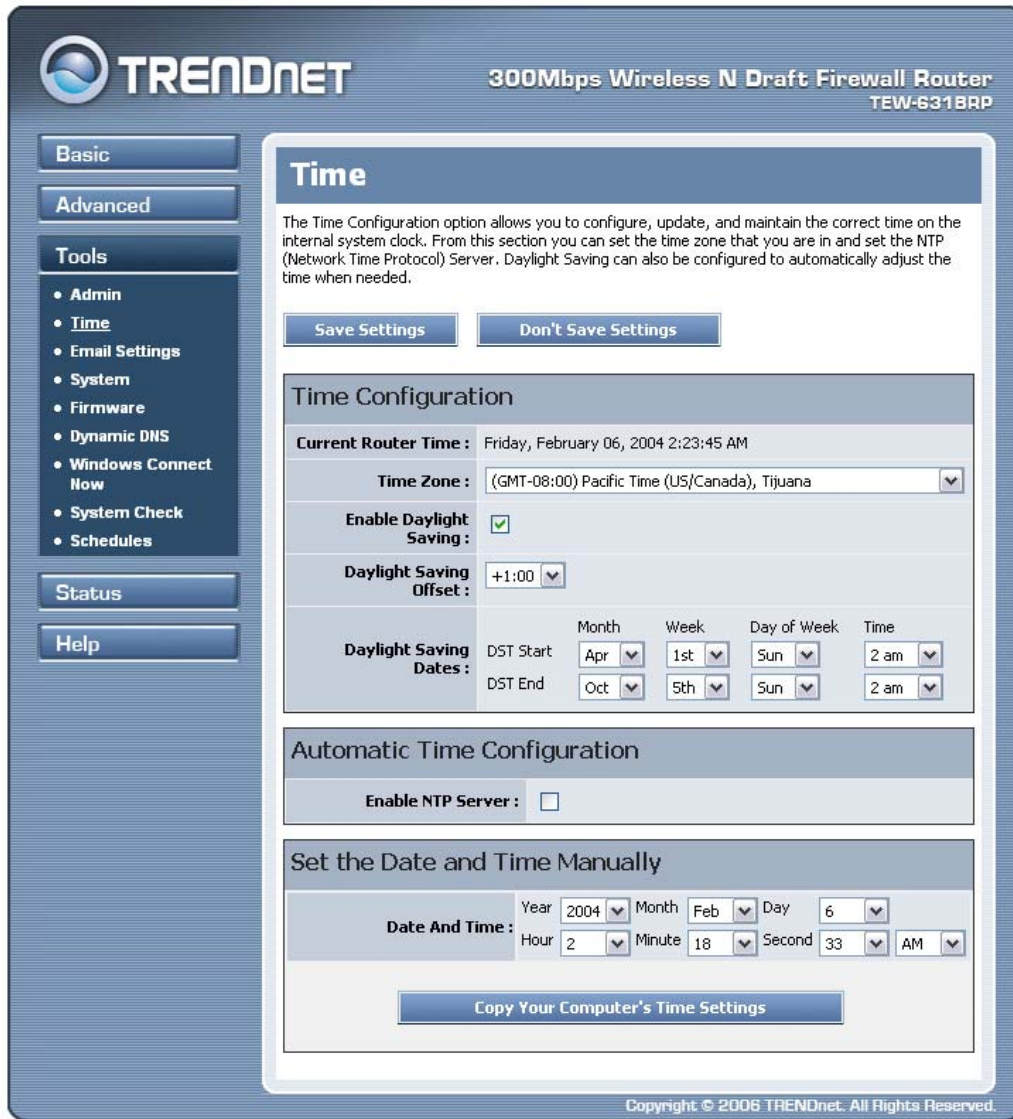 TRENDNET
300Mbps Wireless N Draft Firewall Router
TEW-631BRP
Basic
Advanced
Tools
• Admin
• Time
• Email Settings
• System
• Firmware
• Dynamic DNS
• Windows Connect
Now
• System Check
• Schedules
Status
Help
Time
The Time Configuration option allows you to configure, update, and maintain the correct time on the
internal system clock. From this section you can set the time zone that you are in and set the NTP
(Network Time Protocol) Server. Daylight Saving can also be configured to automatically adjust the
time when needed.
Save Settings Don't Save Settings
Time Configuration
Current Router Time : Friday, February 06, 2004 2:23:45 AM
Time Zone : (GMT-08:00) Pacific Time (US/Canada), Tijuana
Enable Daylight
Saving :
Daylight Saving
Offset : +1:00
Daylight Saving
Dates :
Month Week Day of Week Time
DST Start Apr 1st Sun 2 am
DST End Oct 5th Sun 2 am
Automatic Time Configuration
Enable NTP Server :
Set the Date and Time Manually
Date And Time :
Year 2004 Month Feb Day 6
Hour 2 Minute 18 Second 33 AM
Copy Your Computer's Time Settings
Copyright © 2006 TRENDnet. All Rights Reserved.